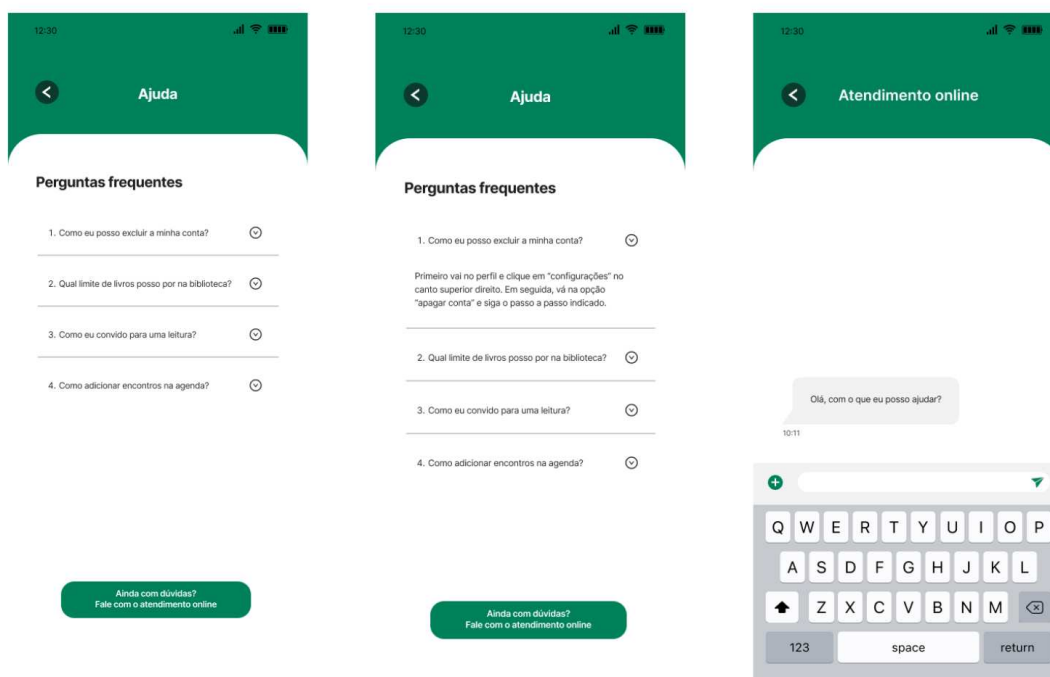 12:30
Ajuda
Perguntas frequentes
1. Como eu posso excluir a minha conta?
2. Qual limite de livros posso por na biblioteca?
3. Como eu convido para uma leitura?
4. Como adicionar encontros na agenda?
Ainda com dúvidas?
Fale com o atendimento online
12:30
Ajuda
Perguntas frequentes
1. Como eu posso excluir a minha conta?
Primeiro vai no perfil e clique em "configurações" no
canto superior direito. Em seguida, vá na opção
"apagar conta" e siga o passo a passo indicado.
2. Qual limite de livros posso por na biblioteca?
3. Como eu convido para uma leitura?
4. Como adicionar encontros na agenda?
Ainda com dúvidas?
Fale com o atendimento online
12:30
Atendimento online
Olá, com o que eu posso ajudar?
10:11
Q W E R T Y U I O P
A S D F G H J K L
Z X C V B N M
123 space return